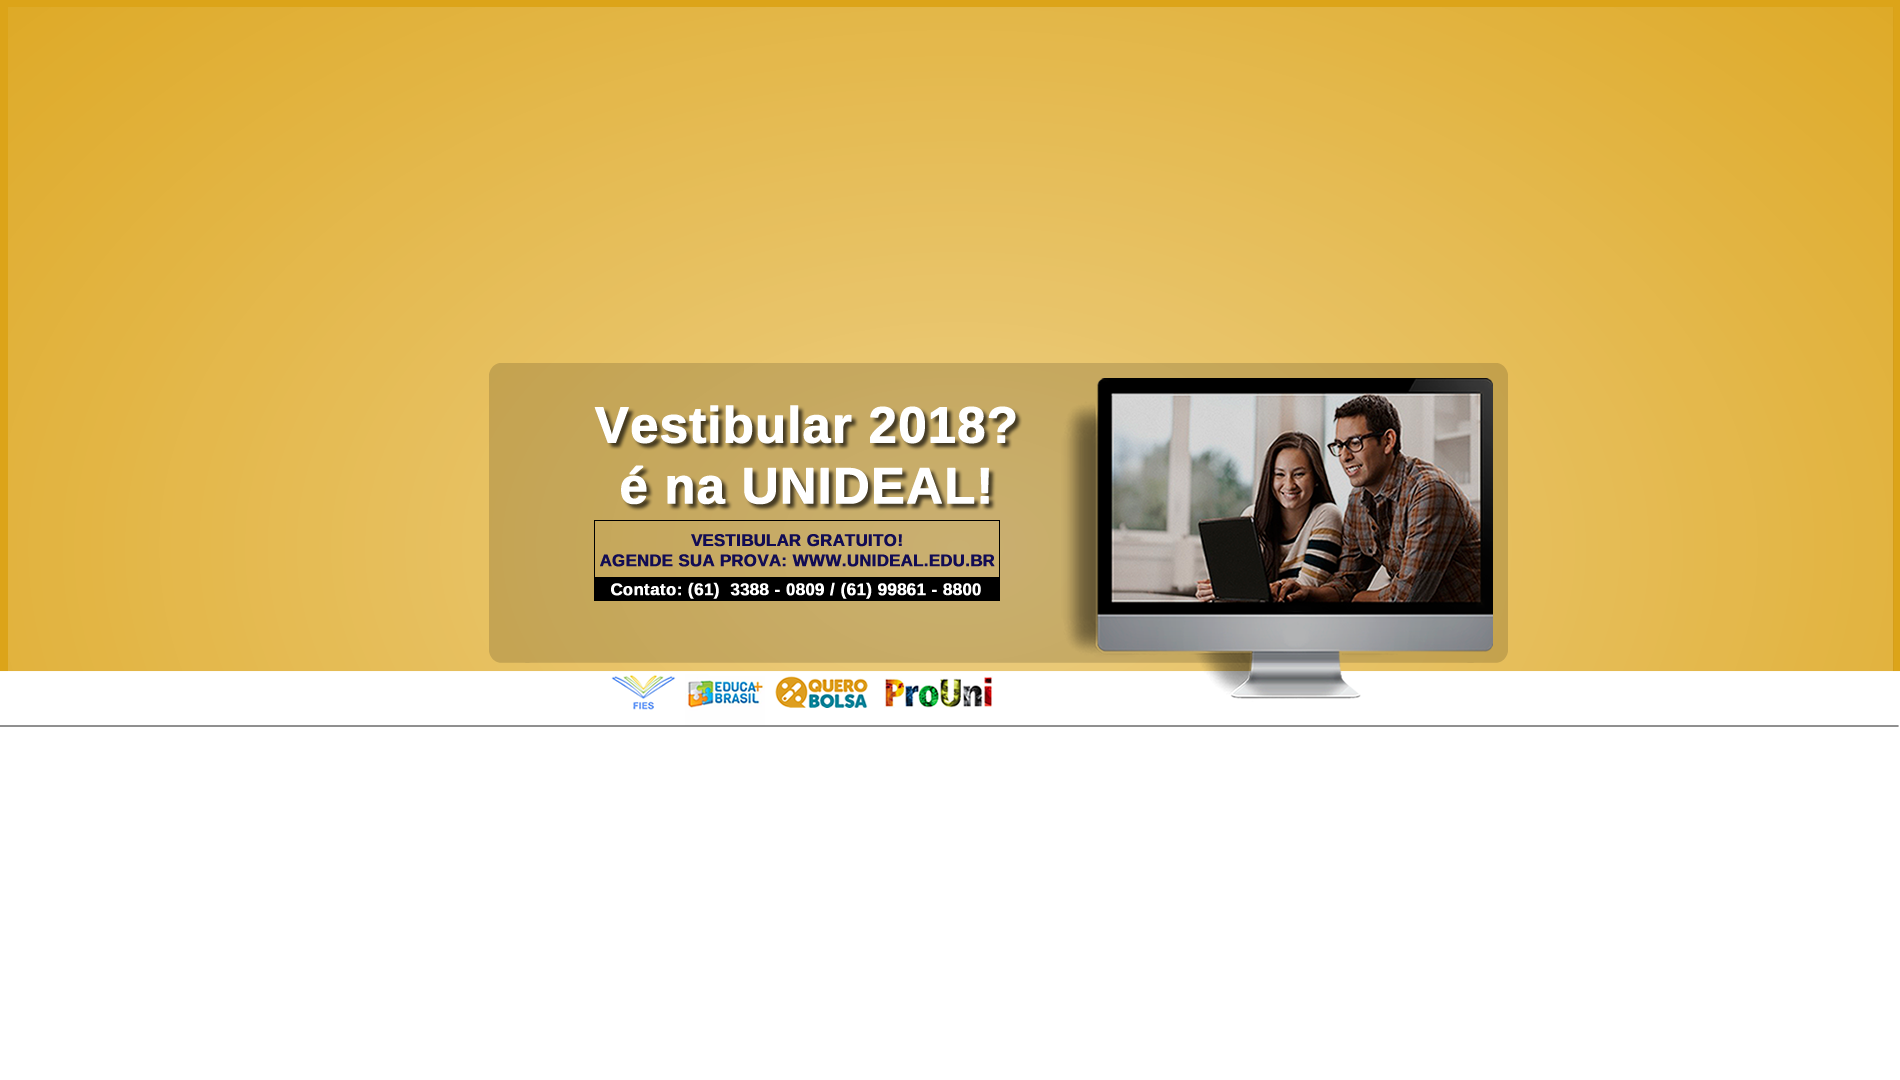 Vestibular 2018?
é na UNIDEAL!
VESTIBULAR GRATUITO!
AGENDE SUA PROVA: WWW.UNIDEAL.EDU.BR
Contato: (61)  3388 - 0809 / (61) 99861 - 8800
FIES
EDUCA+
BRASIL
QUERO
BOLSA
ProUni